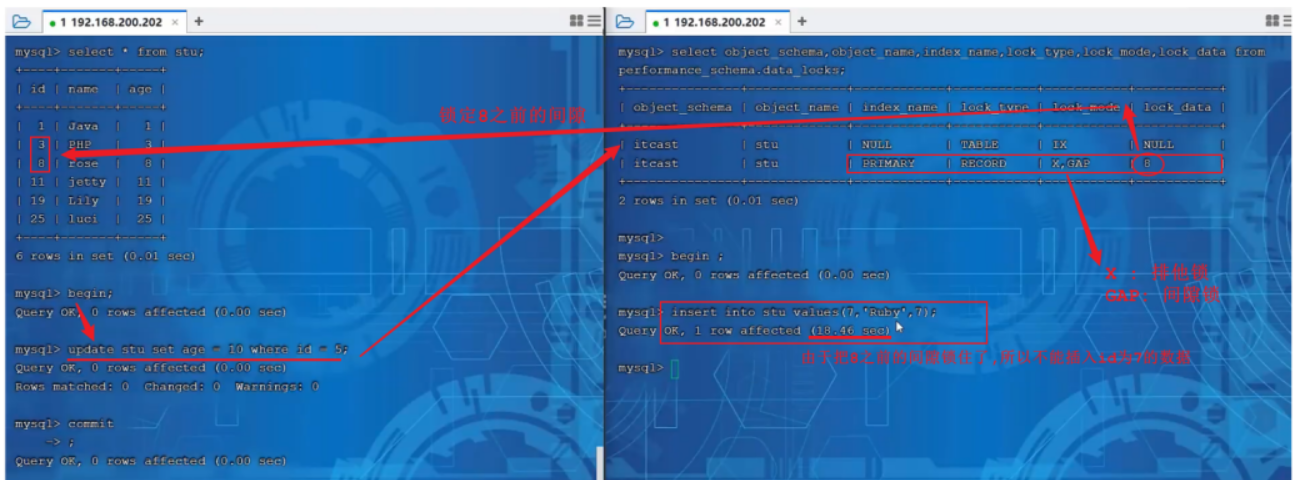 1 192.168.200.202 × +
mysql> select * from stu;
+----+-------+-----+
| id | name | age |
+----+-------+-----+
| 1 | Java | 1 |
| 3 | PHP | 3 |
| 8 | rose | 8 |
| 11 | jetty | 11 |
| 19 | Lily | 19 |
| 25 | luci | 25 |
+----+-------+-----+
6 rows in set (0.01 sec)
mysql> begin;
Query OK, 0 rows affected (0.00 sec)
mysql> update stu set age = 10 where id = 5;
Query OK, 0 rows affected (0.00 sec)
Rows matched: 0 Changed: 0 Warnings: 0
mysql> commit
-> ;
Query OK, 0 rows affected (0.00 sec)
锁定8之前的间隙
1 192.168.200.202 × +
mysql> select object_schema,object_name,index_name,lock_type,lock_mode,lock_data from
performance_schema.data_locks;
+---------------+-------------+------------+-----------+-----------+-----------+
| object_schema | object_name | index_name | lock_type | lock_mode | lock_data |
+---------------+-------------+------------+-----------+-----------+-----------+
| itcast | stu | NULL | TABLE | IX | NULL |
| itcast | stu | PRIMARY | RECORD | X,GAP | 8 |
+---------------+-------------+------------+-----------+-----------+-----------+
2 rows in set (0.01 sec)
mysql>
mysql> begin ;
Query OK, 0 rows affected (0.00 sec)
X : 排他锁
GAP: 间隙锁
mysql> insert into stu values(7,'Ruby',7);
Query OK, 1 row affected (18.46 sec)
由于把8之前的间隙锁住了,所以不能插入id为7的数据
mysql>